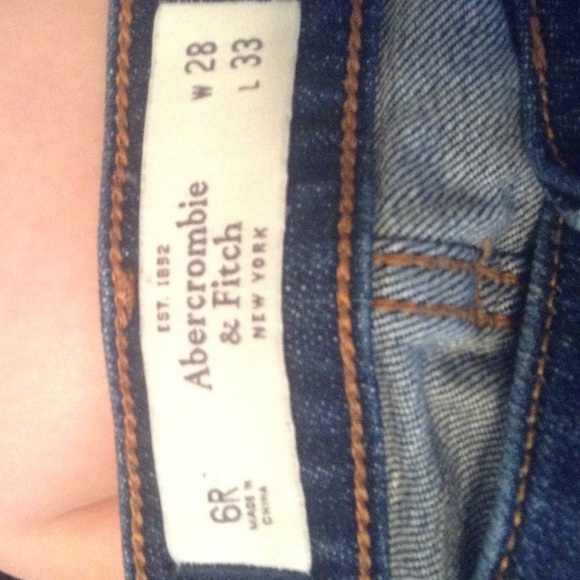 6R
MADE IN
CHINA
EST. 1892
Abercrombie
& Fitch
NEW YORK
W 28
L 33